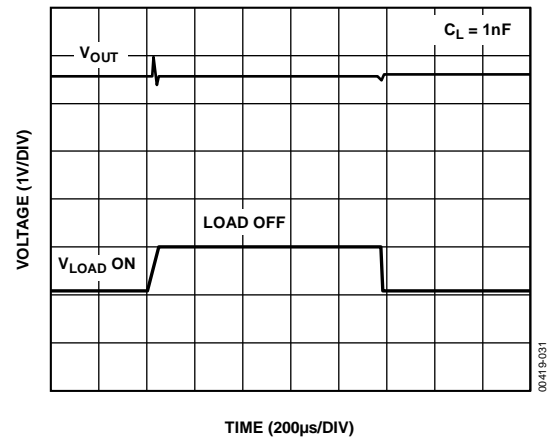 C_L = 1nF
V_OUT
LOAD OFF
V_LOAD ON
VOLTAGE (1V/DIV)
TIME (200µs/DIV)
00419-031